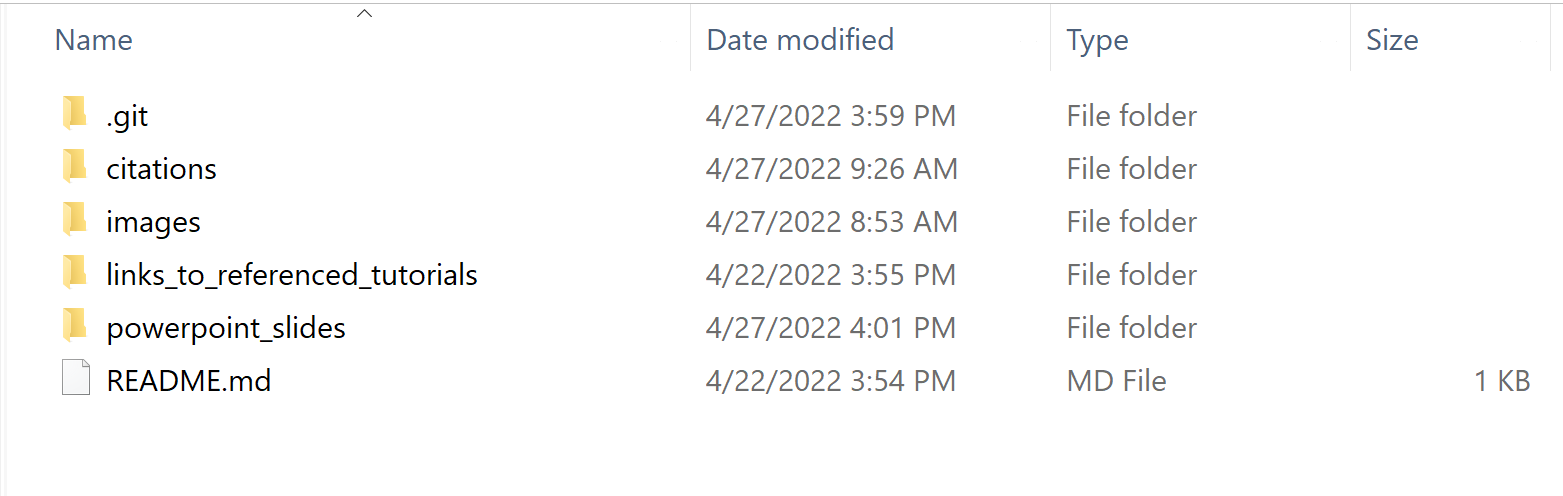 Name Date modified Type Size
.git 4/27/2022 3:59 PM File folder
citations 4/27/2022 9:26 AM File folder
images 4/27/2022 8:53 AM File folder
links_to_referenced_tutorials 4/22/2022 3:55 PM File folder
powerpoint_slides 4/27/2022 4:01 PM File folder
README.md 4/22/2022 3:54 PM MD File 1 KB